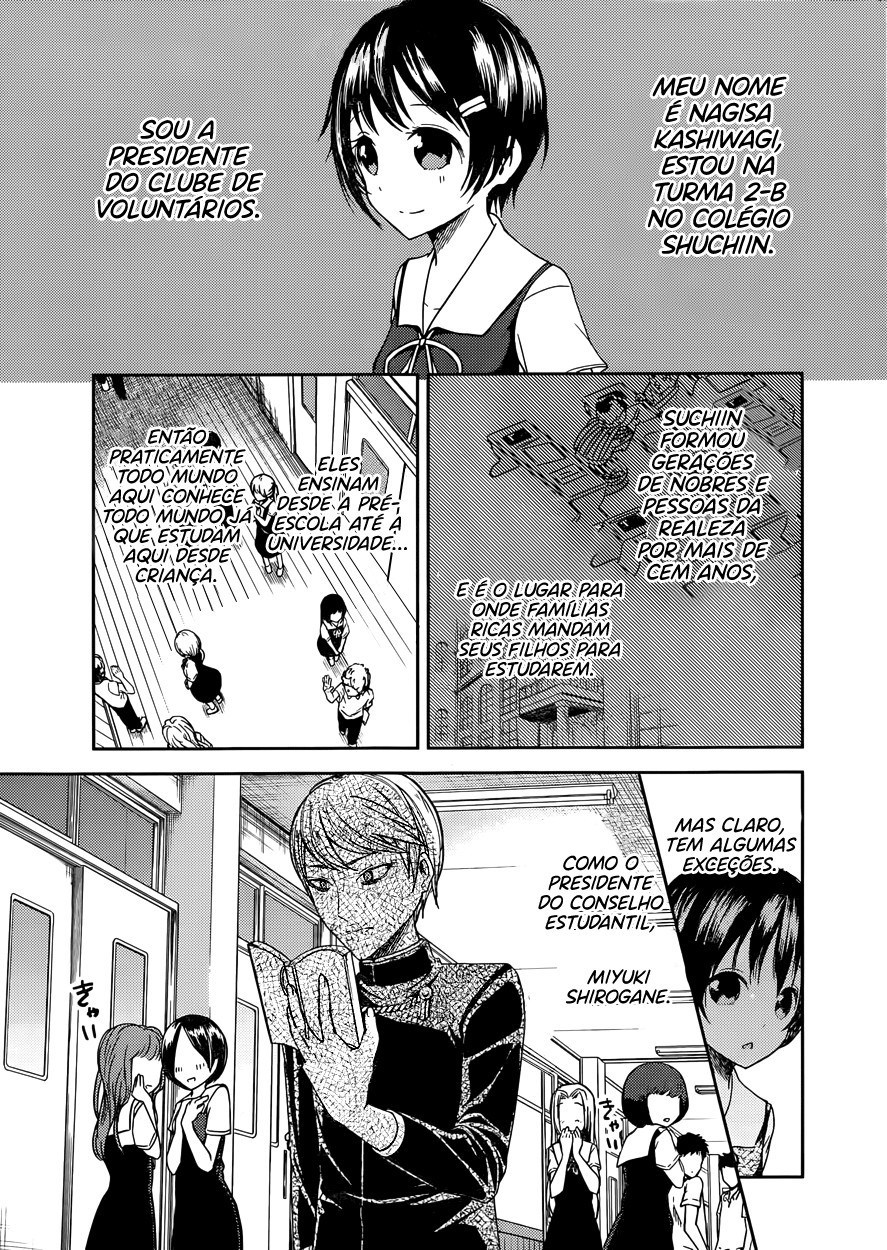 MEU NOME
É NAGISA
KASHIWAGI,
ESTOU NA
TURMA 2-B
NO COLÉGIO
SHUCHIIN.
SOU A
PRESIDENTE
DO CLUBE DE
VOLUNTÁRIOS.
SUCHIIN
FORMOU
GERAÇÕES
DE NOBRES E
PESSOAS DA
REALEZA
POR MAIS DE
CEM ANOS,
E É O LUGAR PARA
ONDE FAMÍLIAS
RICAS MANDAM
SEUS FILHOS PARA
ESTUDAREM.
ELES
ENSINAM
DESDE A PRÉ-
ESCOLA ATÉ A
UNIVERSIDADE...
ENTÃO
PRATICAMENTE
TODO MUNDO
AQUI CONHECE
TODO MUNDO JÁ
QUE ESTUDAM
AQUI DESDE
CRIANÇA.
MAS CLARO,
TEM ALGUMAS
EXCEÇÕES.
COMO O
PRESIDENTE
DO CONSELHO
ESTUDANTIL,
MIYUKI
SHIROGANE.
きゃい
きゃい